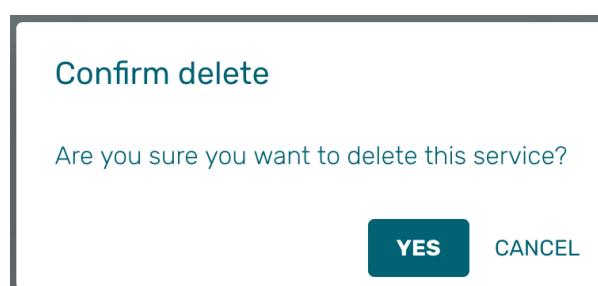 Confirm delete
Are you sure you want to delete this service?
YES CANCEL